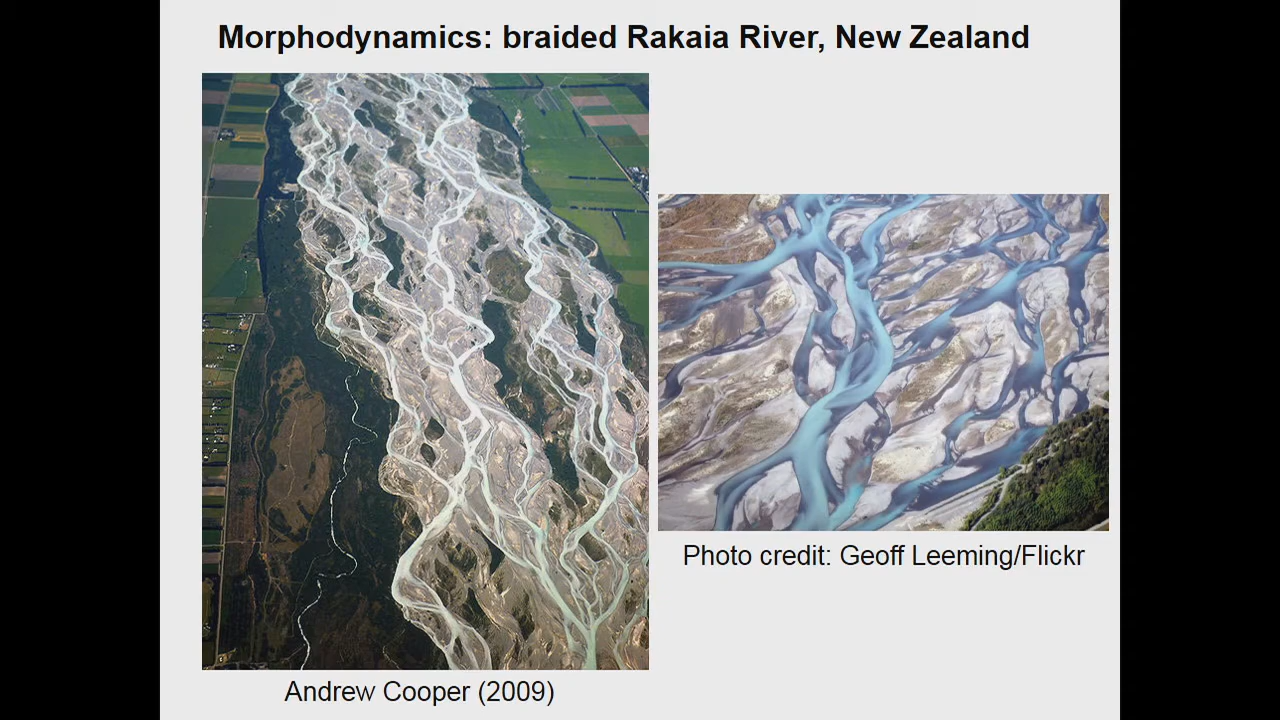 Morphodynamics: braided Rakaia River, New Zealand
Photo credit: Geoff Leeming/Flickr
Andrew Cooper (2009)